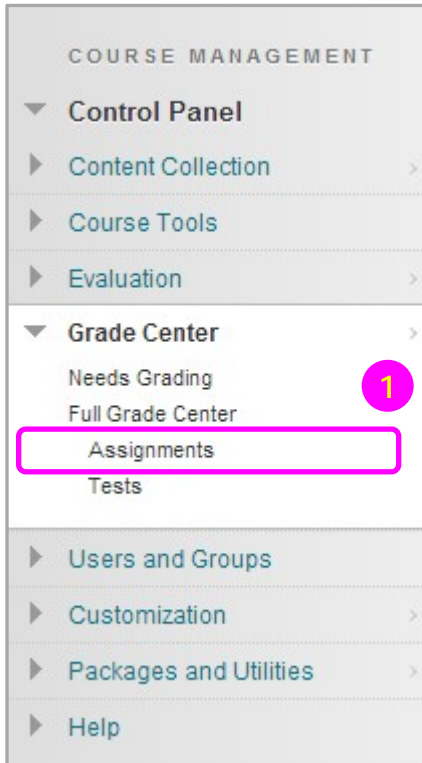 COURSE MANAGEMENT
Control Panel
Content Collection
Course Tools
Evaluation
Grade Center
Needs Grading
1
Full Grade Center
Assignments
Tests
Users and Groups
Customization
Packages and Utilities
Help